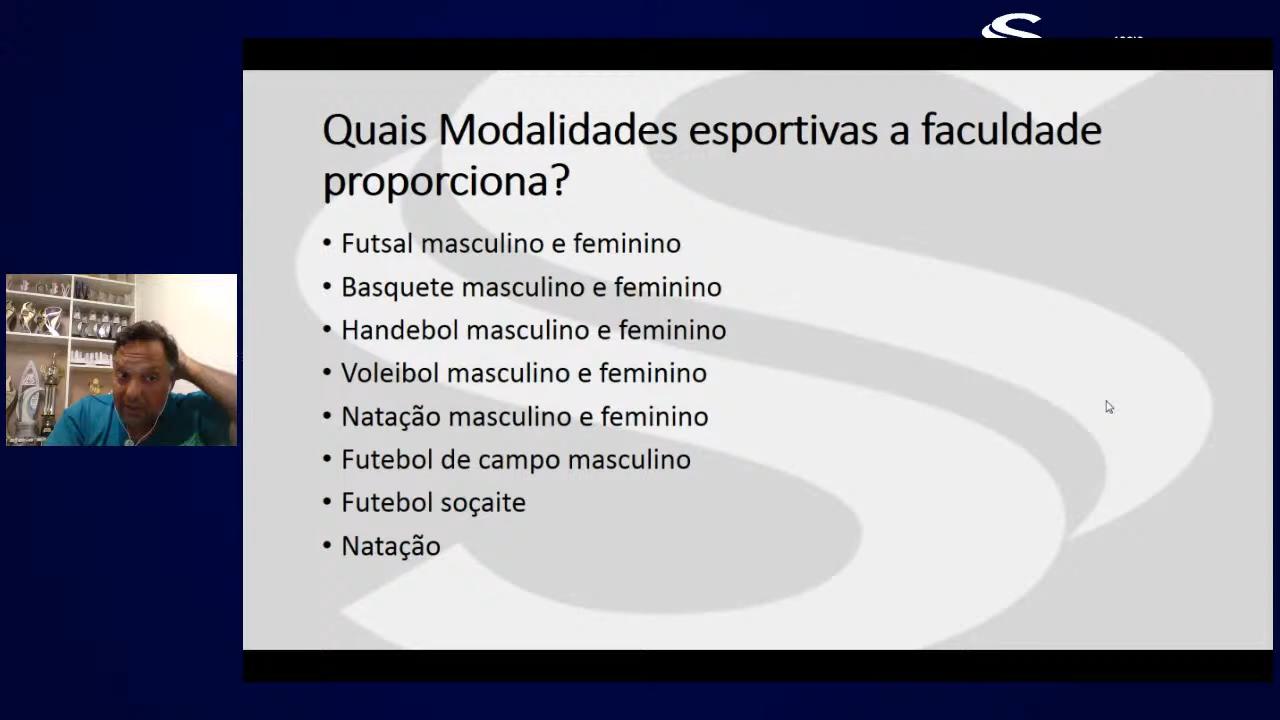 Quais Modalidades esportivas a faculdade
proporciona?
• Futsal masculino e feminino
• Basquete masculino e feminino
• Handebol masculino e feminino
• Voleibol masculino e feminino
• Natação masculino e feminino
• Futebol de campo masculino
• Futebol soçaite
• Natação